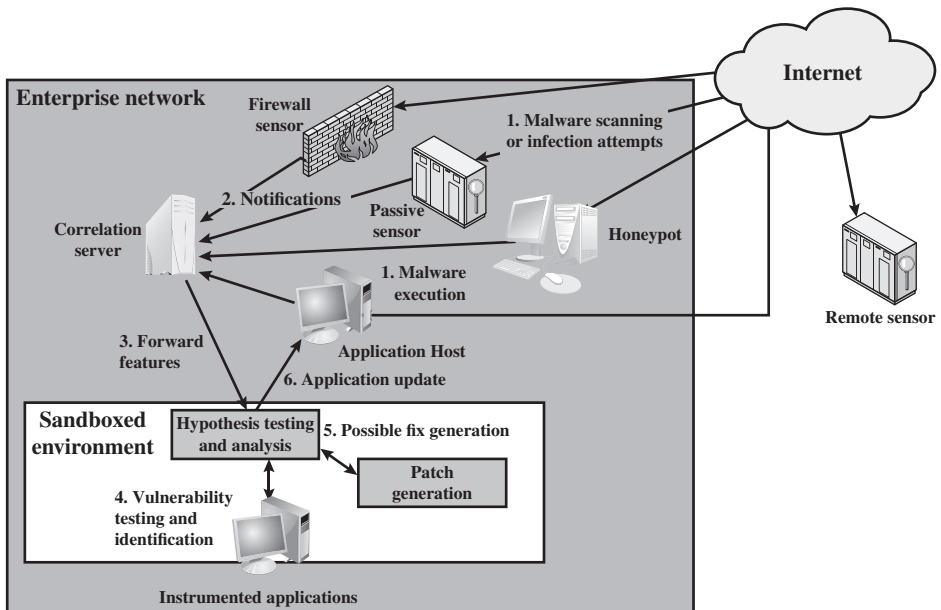 Internet
Enterprise network
Firewall
sensor
1. Malware scanning
or infection attempts
2. Notifications
Passive
sensor
Correlation
server
Honeypot
1. Malware
execution
Remote sensor
3. Forward
features
Application Host
6. Application update
Sandboxed
environment
Hypothesis testing
and analysis
5. Possible fix generation
Patch
generation
4. Vulnerability
testing and
identification
Instrumented applications